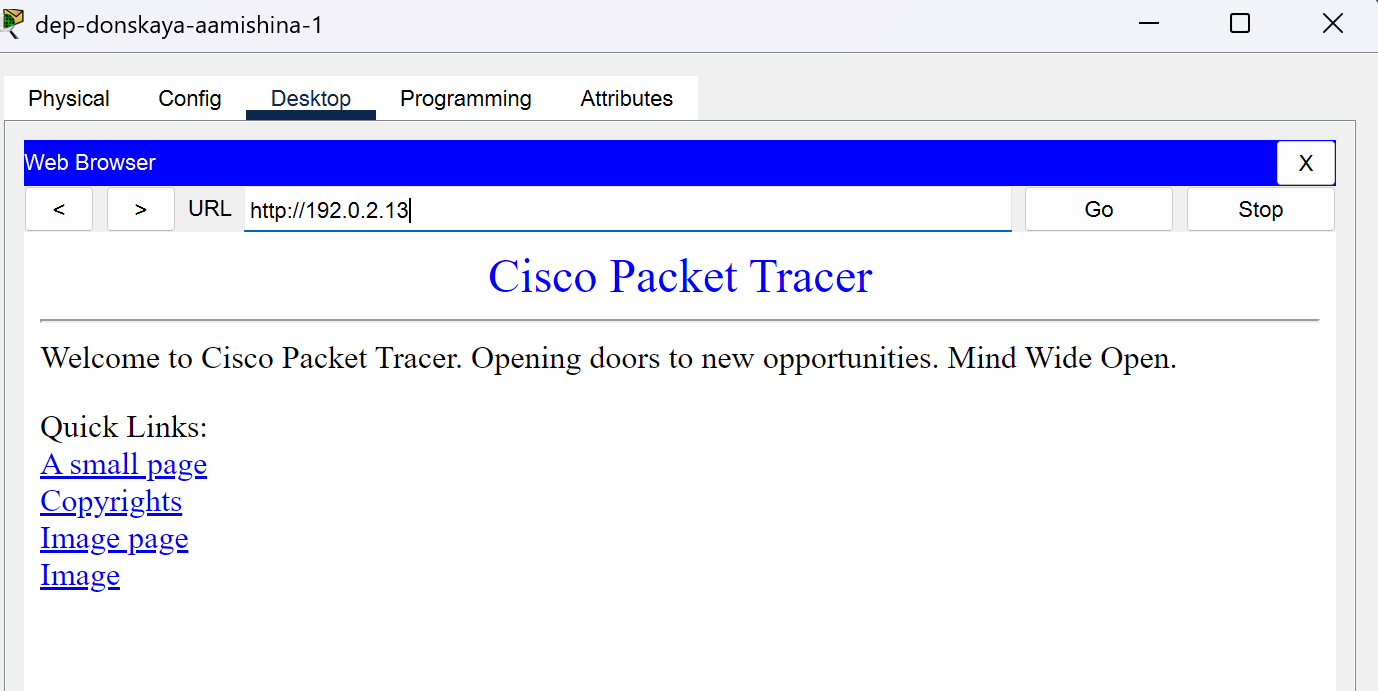 dep-donskaya-aamishina-1
Physical Config Desktop Programming Attributes
Web Browser X
< > URL http://192.0.2.13 Go Stop
Cisco Packet Tracer
Welcome to Cisco Packet Tracer. Opening doors to new opportunities. Mind Wide Open.
Quick Links:
A small page
Copyrights
Image page
Image